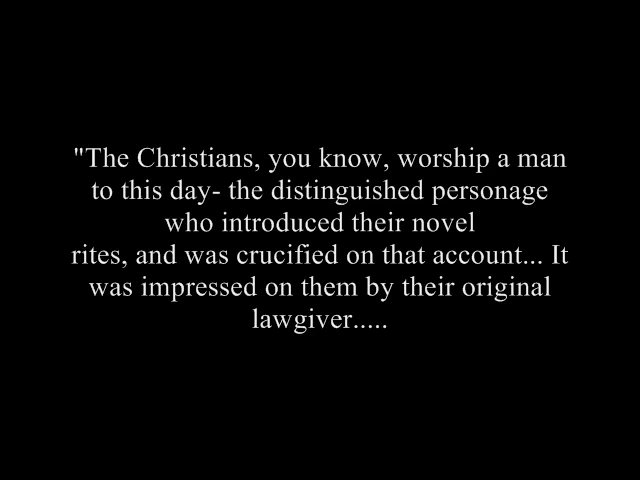 "The Christians, you know, worship a man
to this day- the distinguished personage
who introduced their novel
rites, and was crucified on that account... It
was impressed on them by their original
lawgiver.....